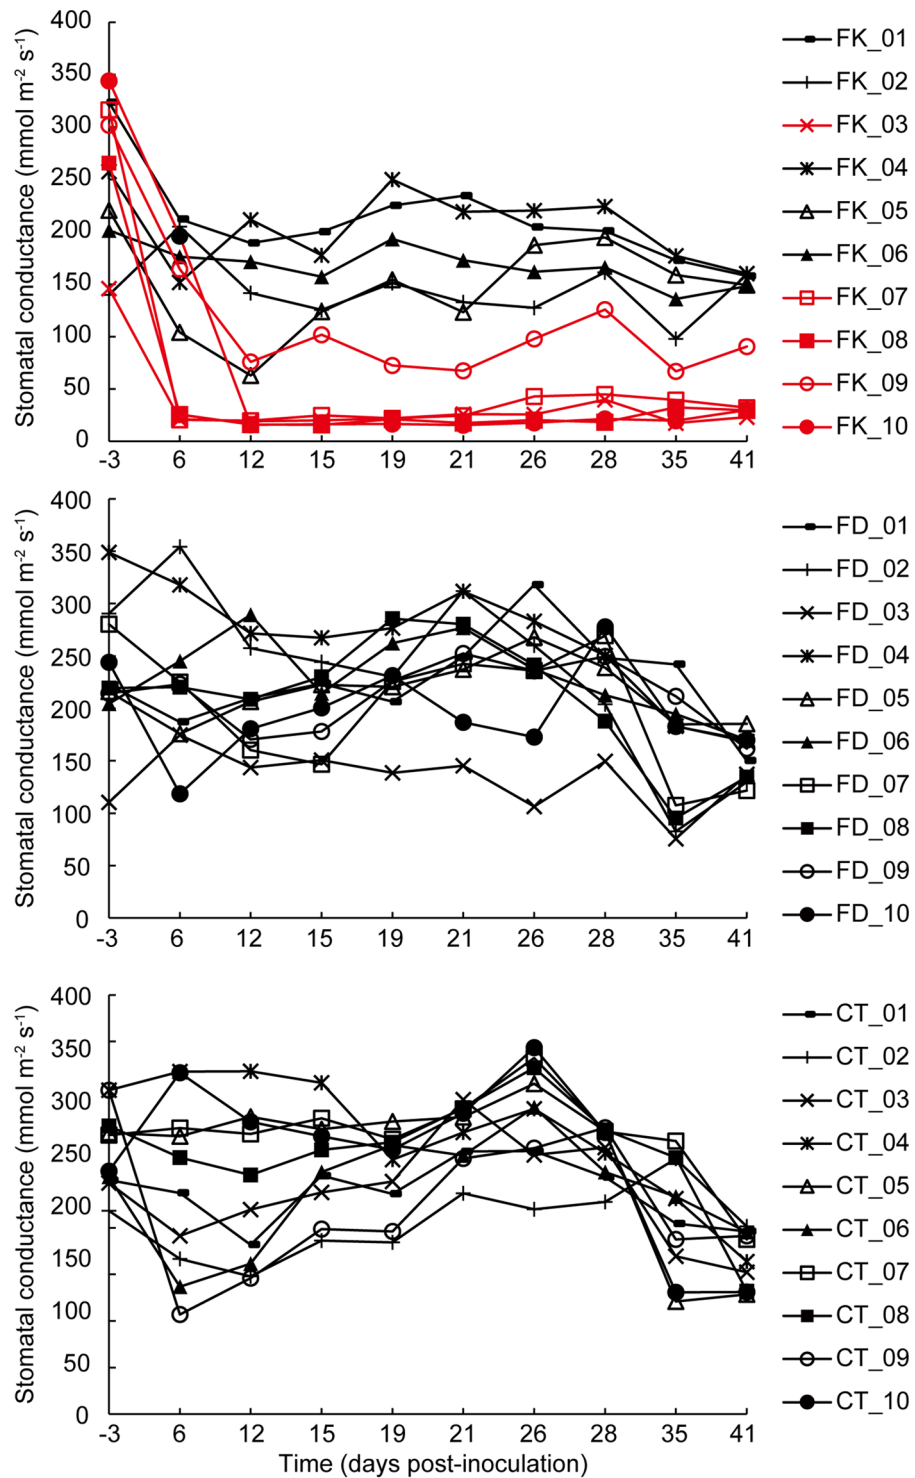 Stomatal conductance (mmol m⁻² s⁻¹)
400
350
300
250
200
150
100
50
0
-3 6 12 15 19 21 26 28 35 41
FK_01
FK_02
FK_03
FK_04
FK_05
FK_06
FK_07
FK_08
FK_09
FK_10
Stomatal conductance (mmol m⁻² s⁻¹)
400
350
300
250
200
150
100
50
0
-3 6 12 15 19 21 26 28 35 41
FD_01
FD_02
FD_03
FD_04
FD_05
FD_06
FD_07
FD_08
FD_09
FD_10
Stomatal conductance (mmol m⁻² s⁻¹)
400
350
300
250
200
150
100
50
0
-3 6 12 15 19 21 26 28 35 41
Time (days post-inoculation)
CT_01
CT_02
CT_03
CT_04
CT_05
CT_06
CT_07
CT_08
CT_09
CT_10